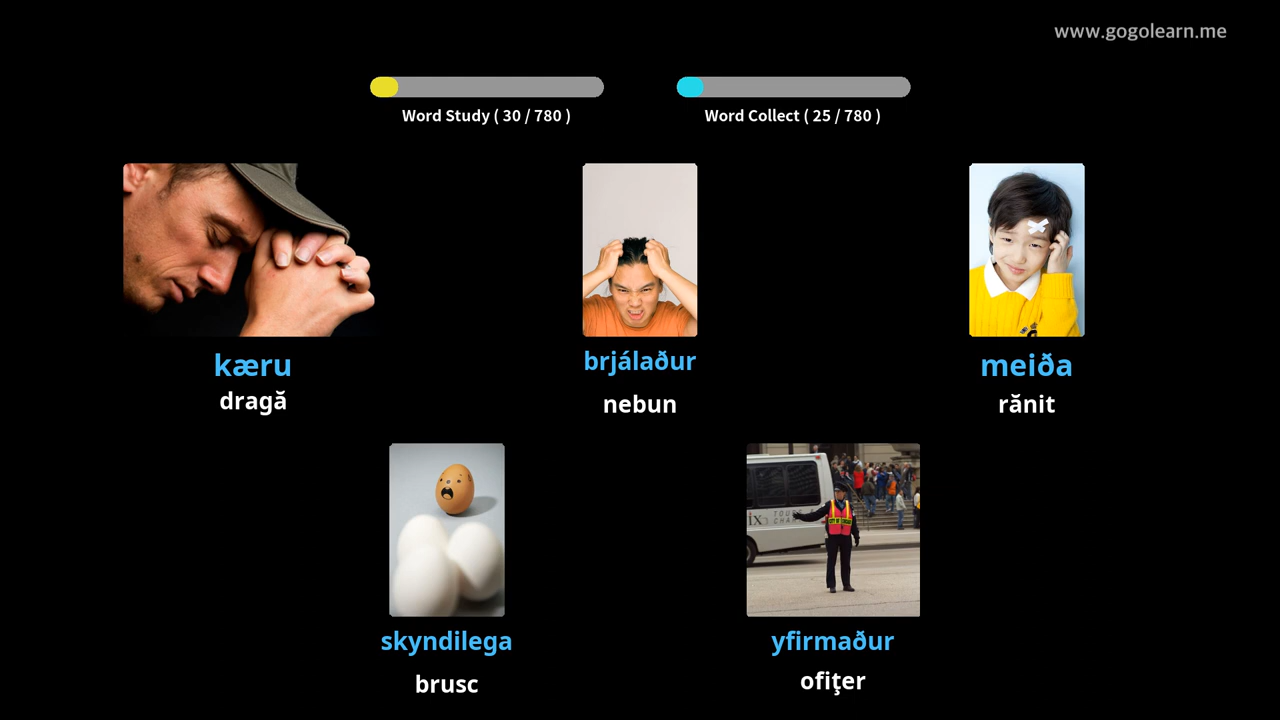 www.gogolearn.me
Word Study ( 30 / 780 )
Word Collect ( 25 / 780 )
kæru
dragă
brjálaður
nebun
meiða
rănit
skyndilega
brusc
yfirmaður
ofiţer